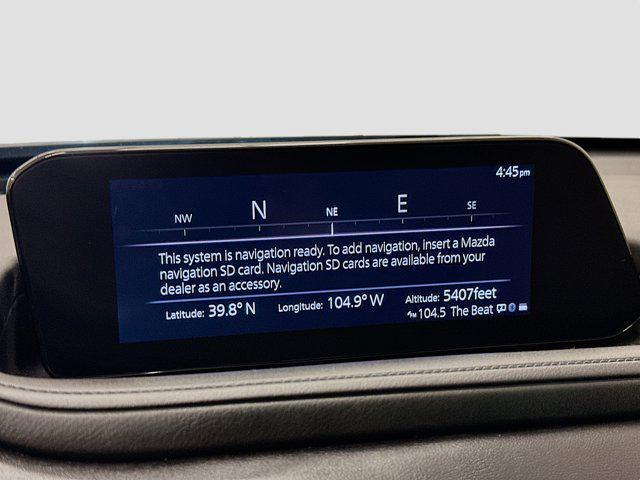 4:45pm
NW N NE E SE
This system is navigation ready. To add navigation, insert a Mazda
navigation SD card. Navigation SD cards are available from your
dealer as an accessory.
Latitude: 39.8° N Longitude: 104.9° W Altitude: 5407feet
FM 104.5 The Beat